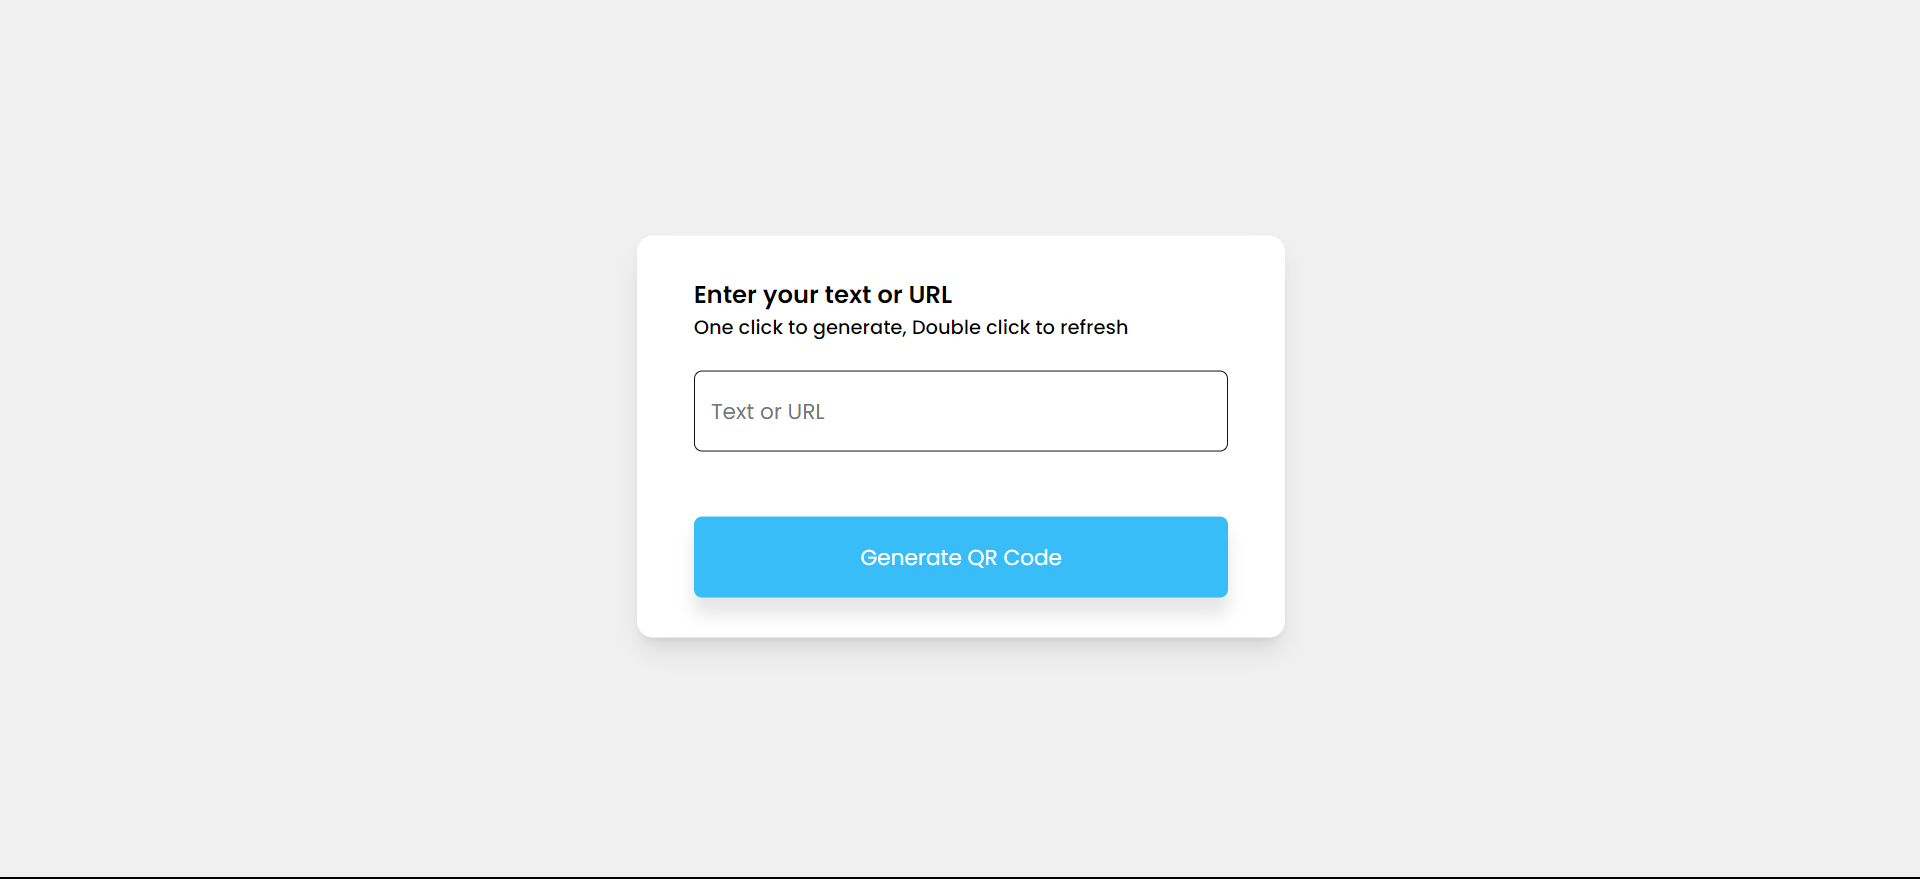 Enter your text or URL
One click to generate, Double click to refresh
Text or URL
Generate QR Code